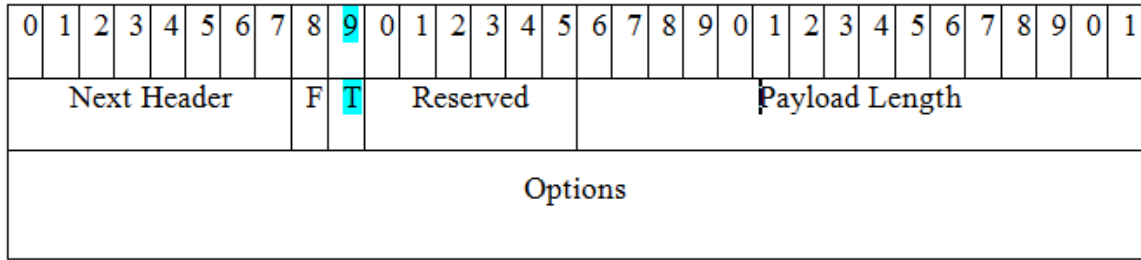 0 1 2 3 4 5 6 7 8 9 0 1 2 3 4 5 6 7 8 9 0 1 2 3 4 5 6 7 8 9 0 1
Next Header F T Reserved Payload Length
Options